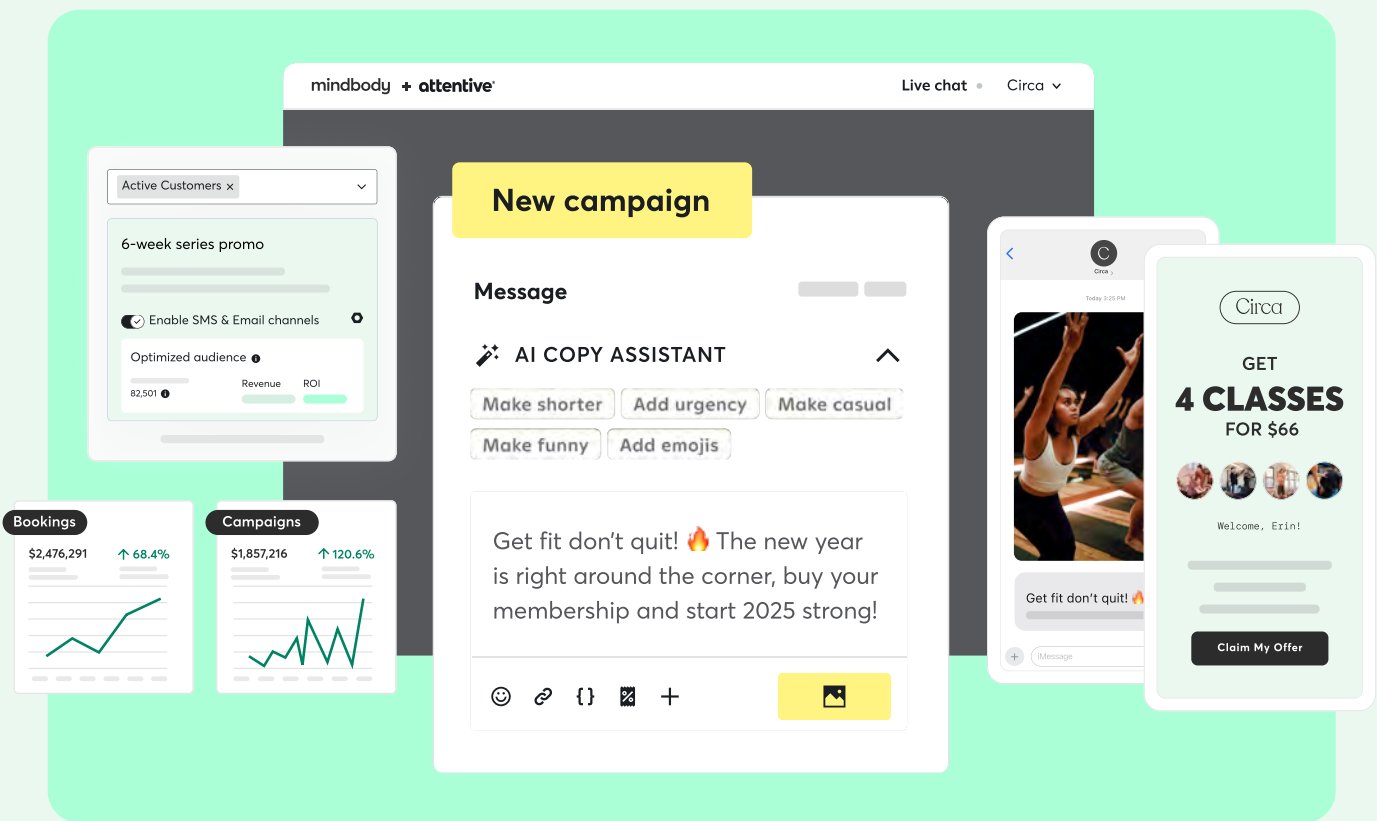 mindbody + attentive®
Live chat
Circa
Active Customers ×
6-week series promo
Enable SMS & Email channels
Optimized audience
82,501
Revenue
ROI
Bookings
$2,476,291
↑ 68.4%
Campaigns
$1,857,216
↑ 120.6%
New campaign
Message
AI COPY ASSISTANT
Make shorter
Add urgency
Make casual
Make funny
Add emojis
Get fit don't quit! 🔥 The new year
is right around the corner, buy your
membership and start 2025 strong!
C
Circa
Today 3:25 PM
Get fit don't quit! 🔥
iMessage
Circa
GET
4 CLASSES
FOR $66
Welcome, Erin!
Claim My Offer